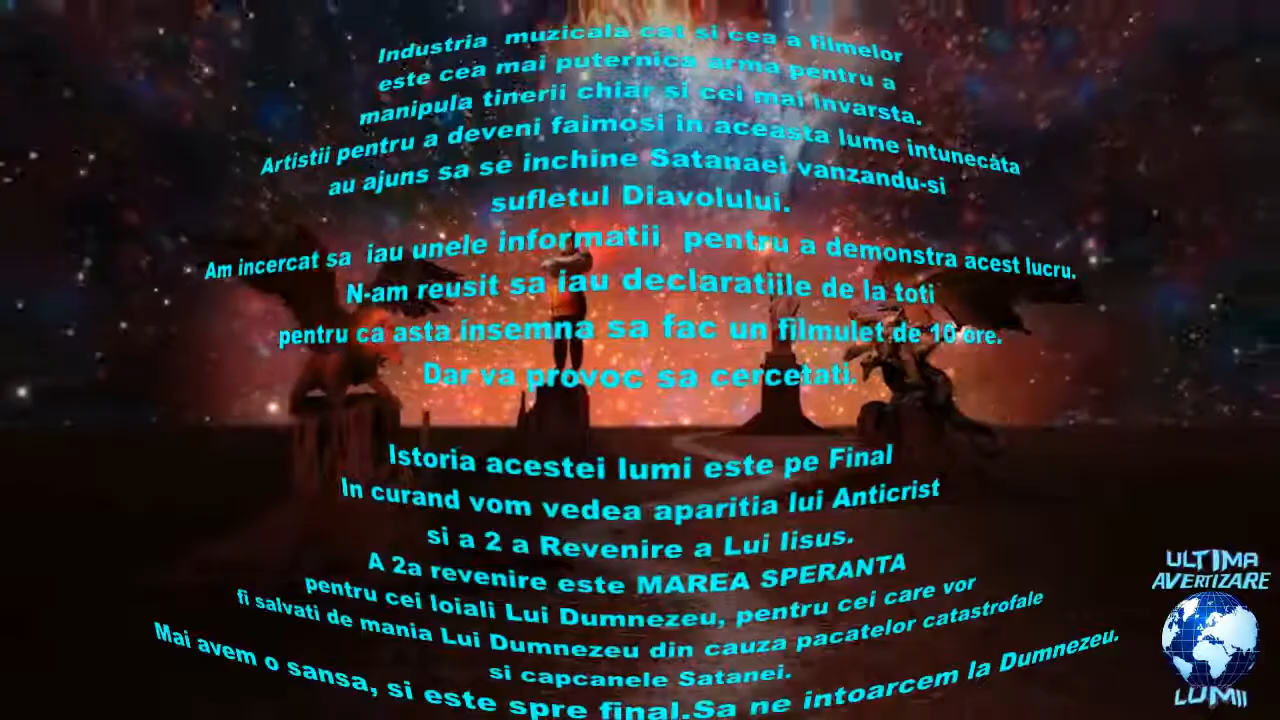 Industria muzicala cat si cea a filmelor
este cea mai puternica arma pentru a
manipula tinerii chiar si cei mai invarsta.
Artistii pentru a deveni faimosi in aceasta lume intunecata
au ajuns sa se inchine Satanaei vanzandu-si
sufletul Diavolului.
Am incercat sa iau unele informatii pentru a demonstra acest lucru.
N-am reusit sa iau declaratiile de la toti
pentru ca asta insemna sa fac un filmulet de 10 ore.
Dar va provoc sa cercetati.
Istoria acestei lumi este pe Final
In curand vom vedea aparitia lui Anticrist
si a 2 a Revenire a Lui Iisus.
A 2a revenire este MAREA SPERANTA
pentru cei loiali Lui Dumnezeu, pentru cei care vor
fi salvati de mania Lui Dumnezeu din cauza pacatelor catastrofale
si capcanele Satanei.
Mai avem o sansa, si este spre final.Sa ne intoarcem la Dumnezeu.
ULTIMA
AVERTIZARE
LUMII